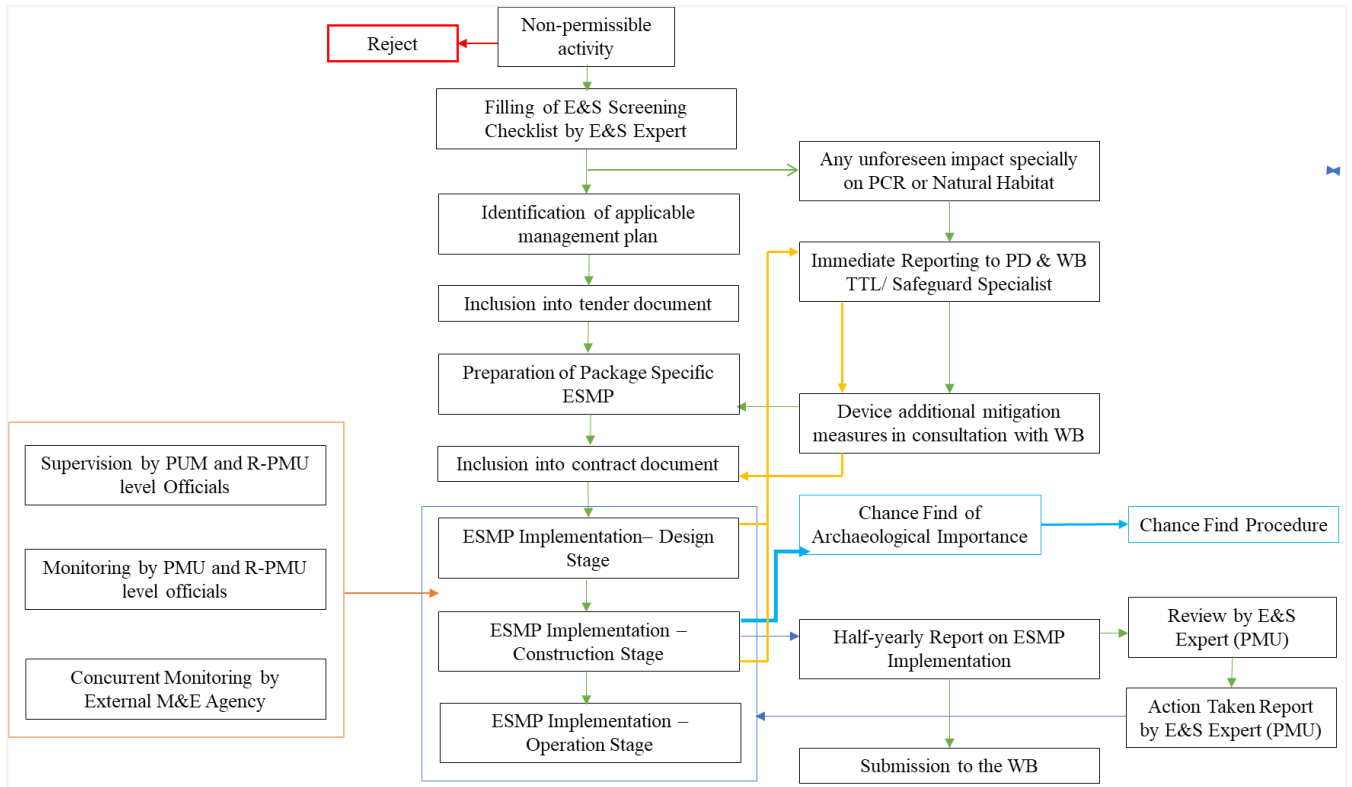 Non-permissible
activity
Reject
Filling of E&S Screening
Checklist by E&S Expert
Any unforeseen impact specially
on PCR or Natural Habitat
Identification of applicable
management plan
Immediate Reporting to PD & WB
TTL/ Safeguard Specialist
Inclusion into tender document
Preparation of Package Specific
ESMP
Device additional mitigation
measures in consultation with WB
Inclusion into contract document
Supervision by PUM and R-PMU
level Officials
Monitoring by PMU and R-PMU
level officials
Concurrent Monitoring by
External M&E Agency
ESMP Implementation– Design
Stage
Chance Find of
Archaeological Importance
Chance Find Procedure
ESMP Implementation –
Construction Stage
Half-yearly Report on ESMP
Implementation
Review by E&S
Expert (PMU)
Action Taken Report
by E&S Expert (PMU)
ESMP Implementation –
Operation Stage
Submission to the WB